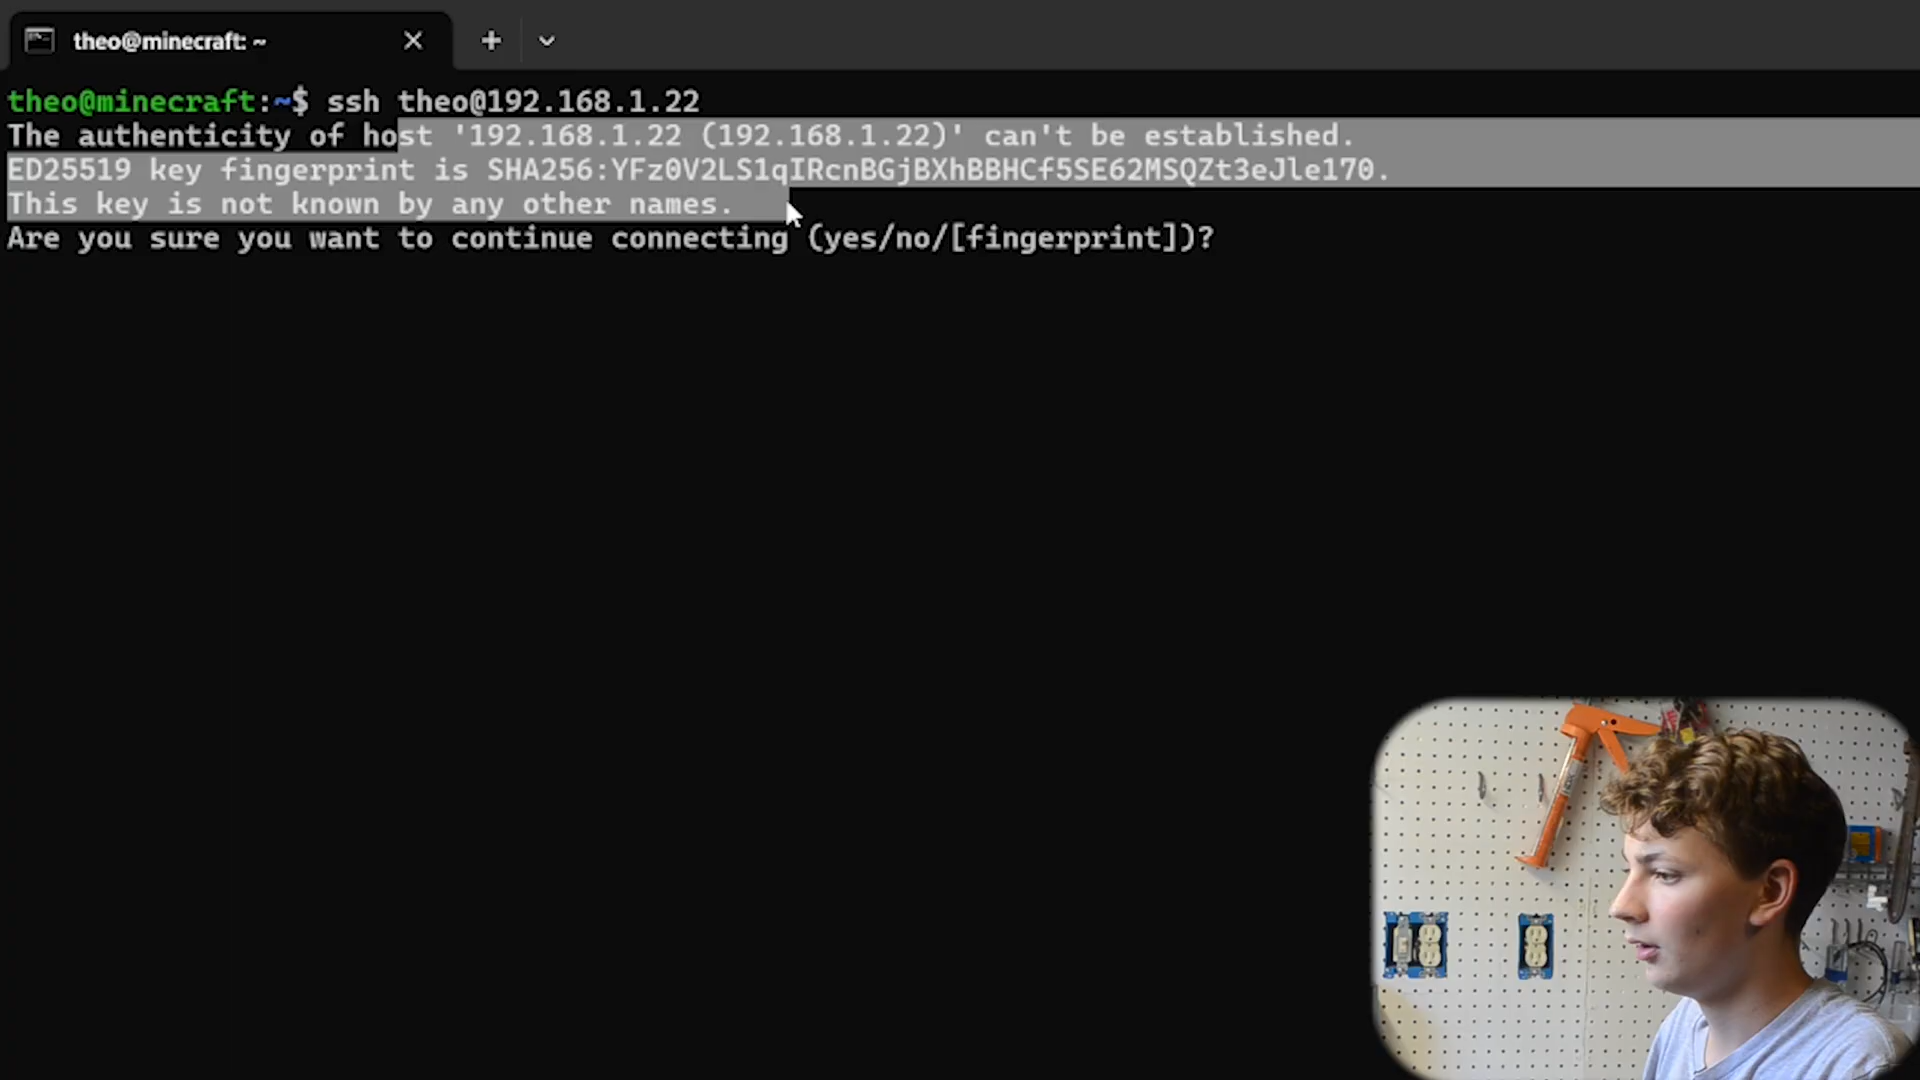 theo@minecraft: ~
theo@minecraft:~$ ssh theo@192.168.1.22
The authenticity of host '192.168.1.22 (192.168.1.22)' can't be established.
ED25519 key fingerprint is SHA256:YFz0V2LS1qIRcnBGjBXhBBHCf5SE62MSQZt3eJle170.
This key is not known by any other names.
Are you sure you want to continue connecting (yes/no/[fingerprint])?